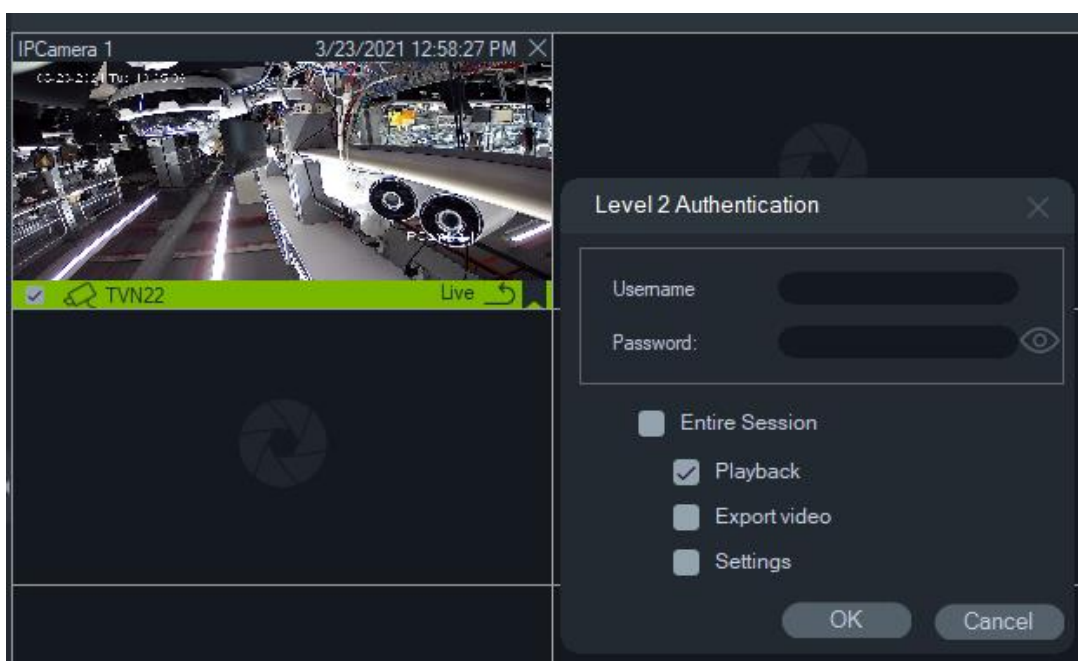 IPCamera 1 3/23/2021 12:58:27 PM
TVN22 Live
Level 2 Authentication
Username
Password:
Entire Session
Playback
Export video
Settings
OK Cancel